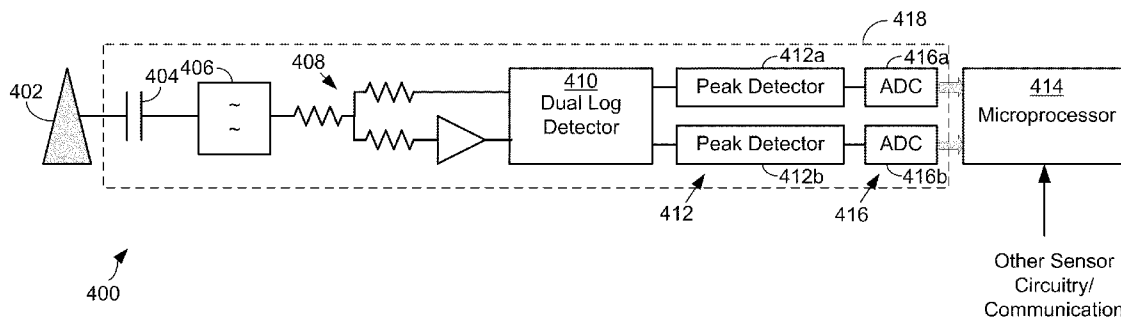 418
402
404
406
~
~
408
410
Dual Log
Detector
412a
Peak Detector
416a
ADC
Peak Detector
412b
ADC
416b
412
416
414
Microprocessor
400
Other Sensor
Circuitry/
Communication